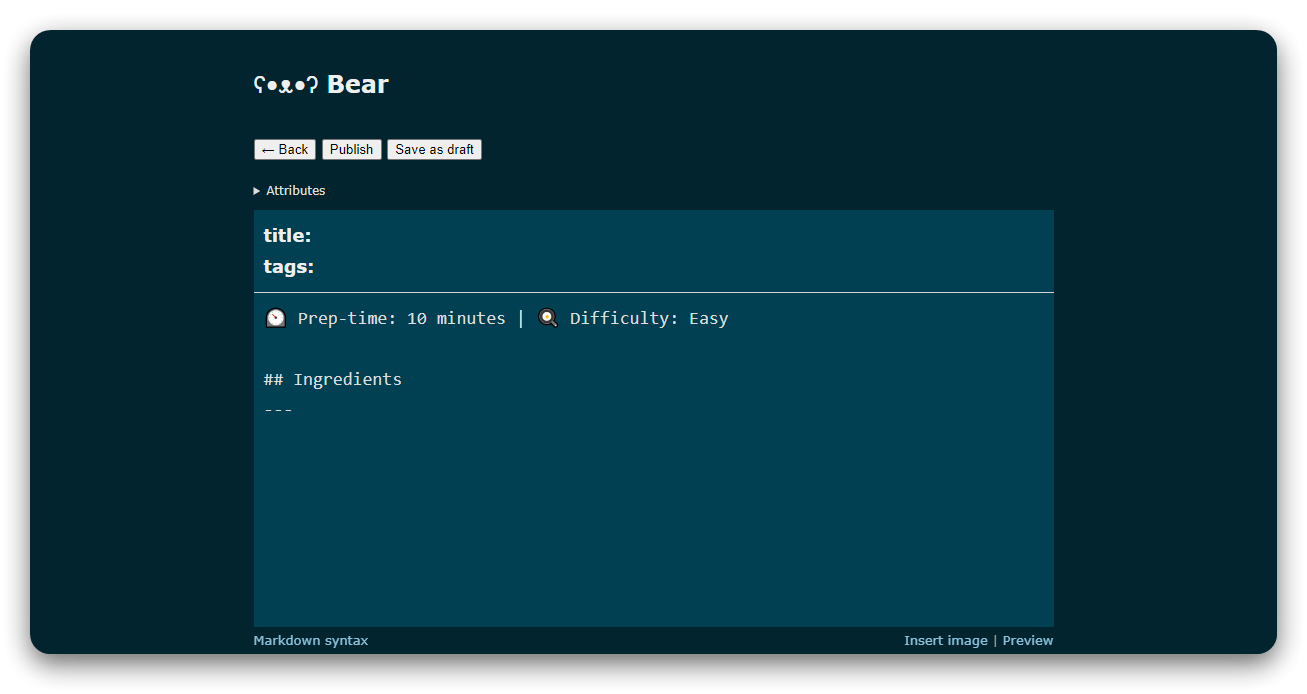 ʕ•ᴥ•ʔ Bear
← Back Publish Save as draft
▸ Attributes
title:
tags:
⏲️ Prep-time: 10 minutes | 🍳 Difficulty: Easy
## Ingredients
---
Markdown syntax Insert image | Preview